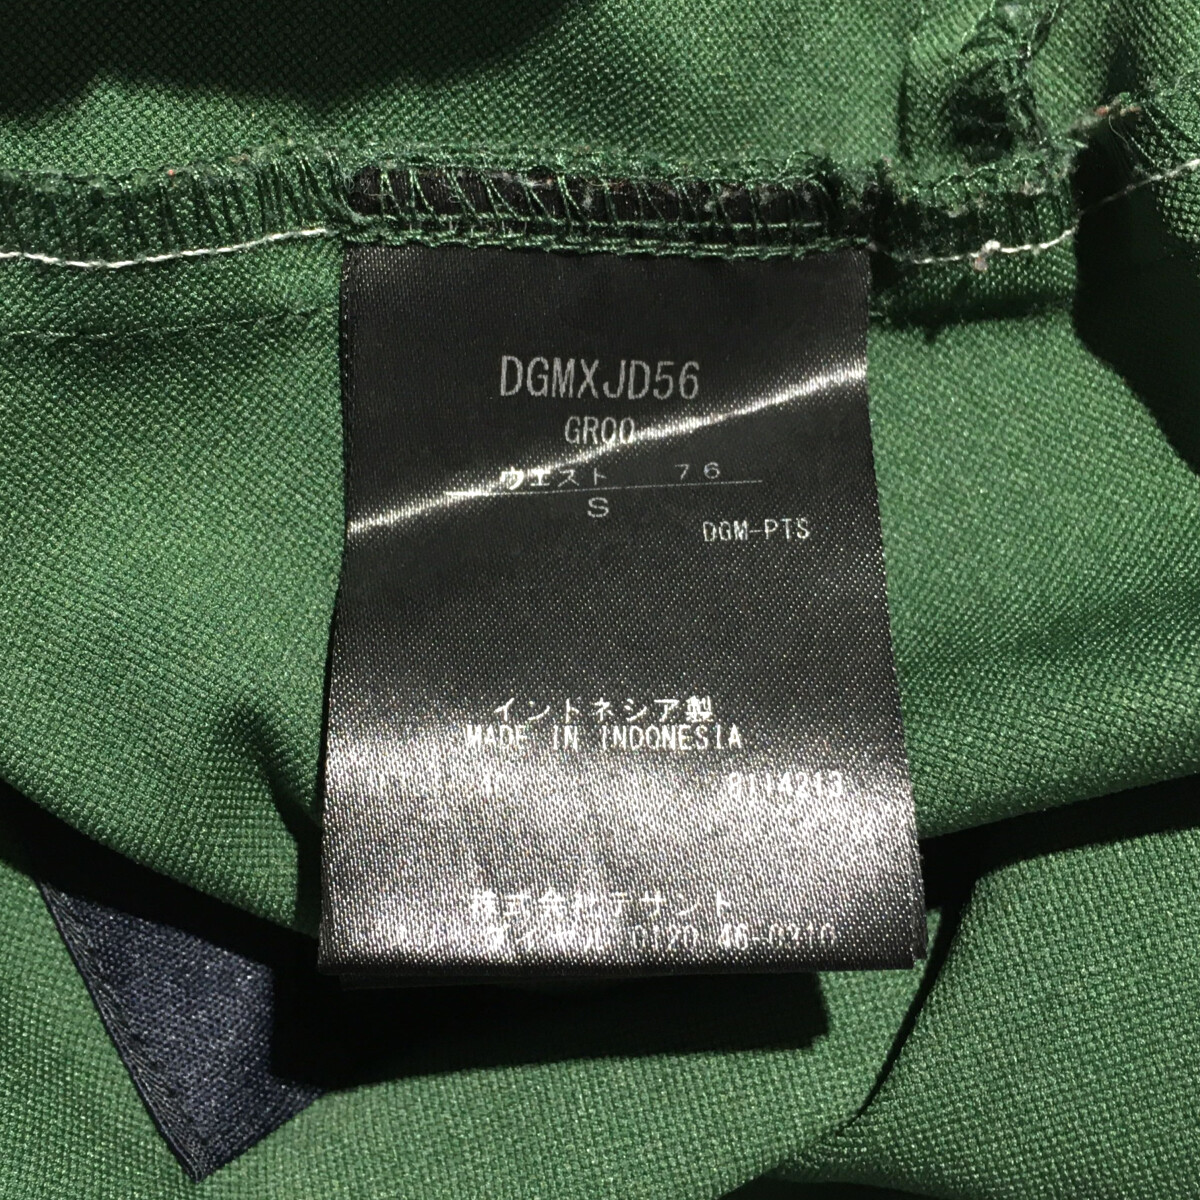 DGMXJD56
GR00
ウエスト 76
S
DGM-PTS
インドネシア製
MADE IN INDONESIA
株式会社デサント
0120 46-0310